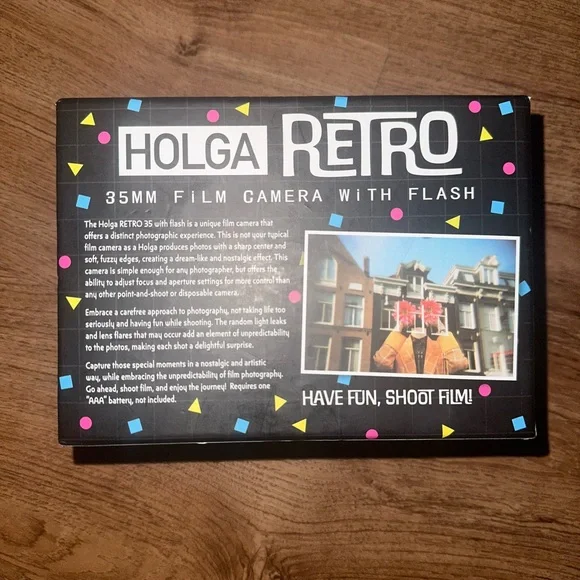 HOLGA RETRO
35MM FiLM CAMERA WiTH FLASH
The Holga RETRO 35 with flash is a unique film camera that
offers a distinct photographic experience. This is not your typical
film camera as Holga produces photos with a sharp center and
soft, fuzzy edges, creating a dream-like and nostalgic effect. This
camera is simple enough for any photographer, but offers the
ability to adjust focus and aperture settings for more control than
any other point-and-shoot or disposable camera.
Embrace a carefree approach to photography, not taking life too
seriously and having fun while shooting. The random light leaks
and lens flares that may occur add an element of unpredictability
to the photos, making each shot a delightful surprise.
Capture those special moments in a nostalgic and artistic
way, while embracing the unpredictability of film photography.
Go ahead, shoot film, and enjoy the journey! Requires one
"AAA" battery, not included.
HAVE FUN, SHOOT FiLM!